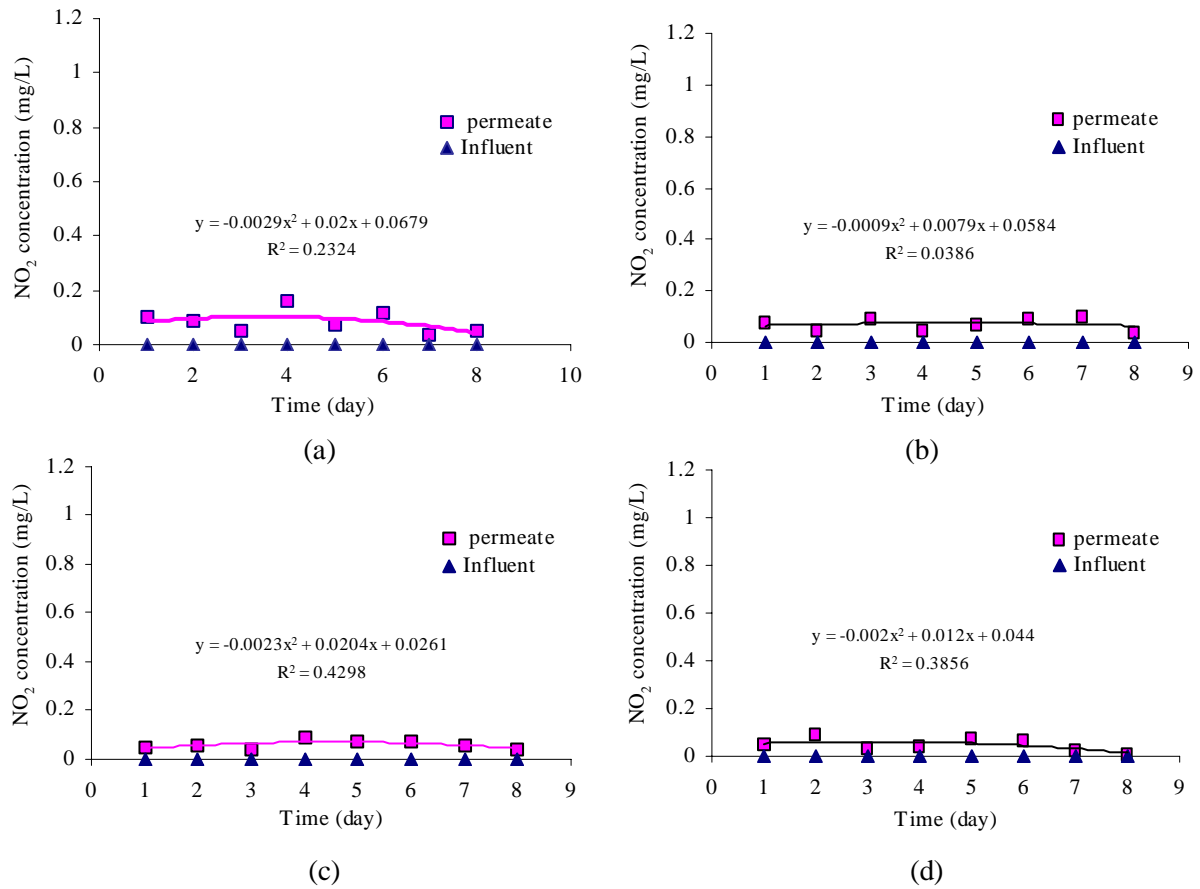 NO2 concentration (mg/L)
1.2
1
0.8
0.6
0.4
0.2
0
permeate
Influent
y = -0.0029x² + 0.02x + 0.0679
R² = 0.2324
0 2 4 6 8 10
Time (day)
(a)
NO2 concentration (mg/L)
1.2
1
0.8
0.6
0.4
0.2
0
permeate
Influent
y = -0.0009x² + 0.0079x + 0.0584
R² = 0.0386
0 1 2 3 4 5 6 7 8 9
Time (day)
(b)
NO2 concentration (mg/L)
1.2
1
0.8
0.6
0.4
0.2
0
permeate
Influent
y = -0.0023x² + 0.0204x + 0.0261
R² = 0.4298
0 1 2 3 4 5 6 7 8 9
Time (day)
(c)
NO2 concentration (mg/L)
1.2
1
0.8
0.6
0.4
0.2
0
permeate
Influent
y = -0.002x² + 0.012x + 0.044
R² = 0.3856
0 1 2 3 4 5 6 7 8 9
Time (day)
(d)